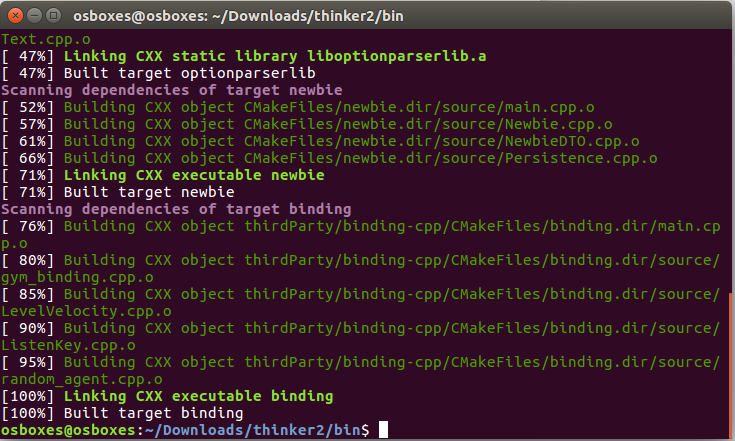 osboxes@osboxes: ~/Downloads/thinker2/bin
Text.cpp.o
[ 47%] Linking CXX static library liboptionparserlib.a
[ 47%] Built target optionparserlib
Scanning dependencies of target newbie
[ 52%] Building CXX object CMakeFiles/newbie.dir/source/main.cpp.o
[ 57%] Building CXX object CMakeFiles/newbie.dir/source/Newbie.cpp.o
[ 61%] Building CXX object CMakeFiles/newbie.dir/source/NewbieDTO.cpp.o
[ 66%] Building CXX object CMakeFiles/newbie.dir/source/Persistence.cpp.o
[ 71%] Linking CXX executable newbie
[ 71%] Built target newbie
Scanning dependencies of target binding
[ 76%] Building CXX object thirdParty/binding-cpp/CMakeFiles/binding.dir/main.cp
p.o
[ 80%] Building CXX object thirdParty/binding-cpp/CMakeFiles/binding.dir/source/
gym_binding.cpp.o
[ 85%] Building CXX object thirdParty/binding-cpp/CMakeFiles/binding.dir/source/
LevelVelocity.cpp.o
[ 90%] Building CXX object thirdParty/binding-cpp/CMakeFiles/binding.dir/source/
ListenKey.cpp.o
[ 95%] Building CXX object thirdParty/binding-cpp/CMakeFiles/binding.dir/source/
random_agent.cpp.o
[100%] Linking CXX executable binding
[100%] Built target binding
osboxes@osboxes:~/Downloads/thinker2/bin$